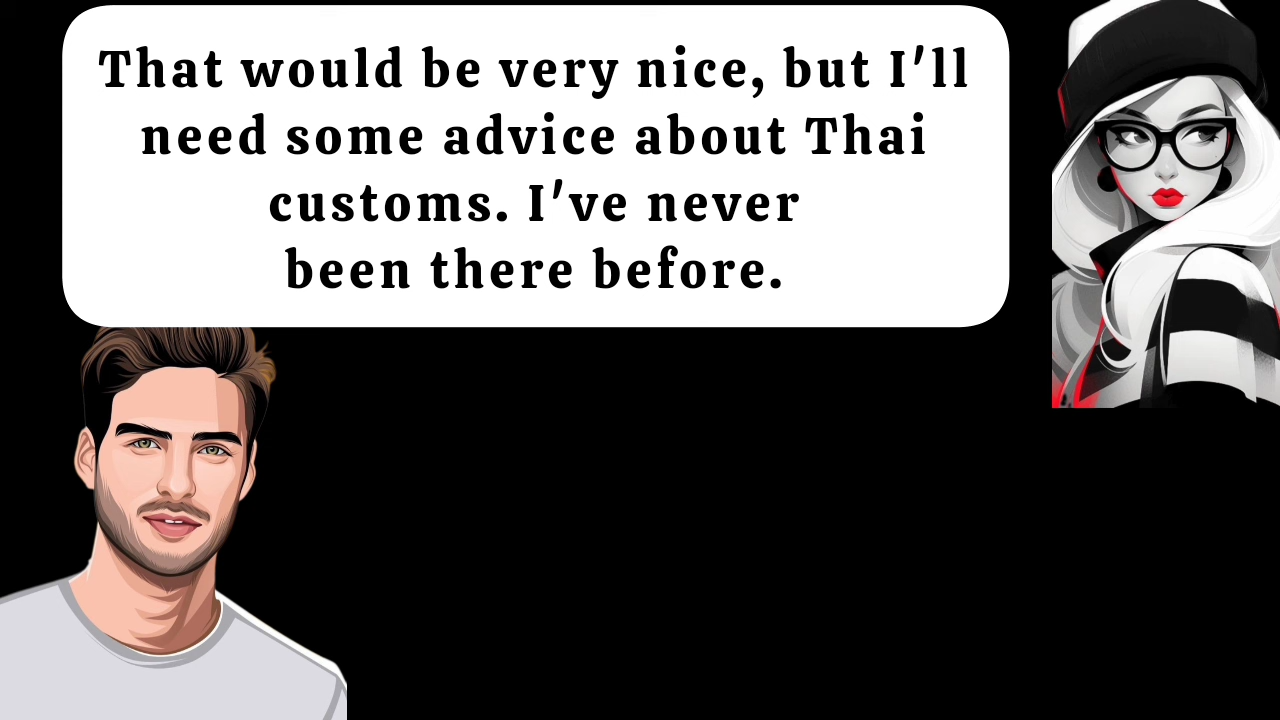 That would be very nice, but I'll
need some advice about Thai
customs. I've never
been there before.